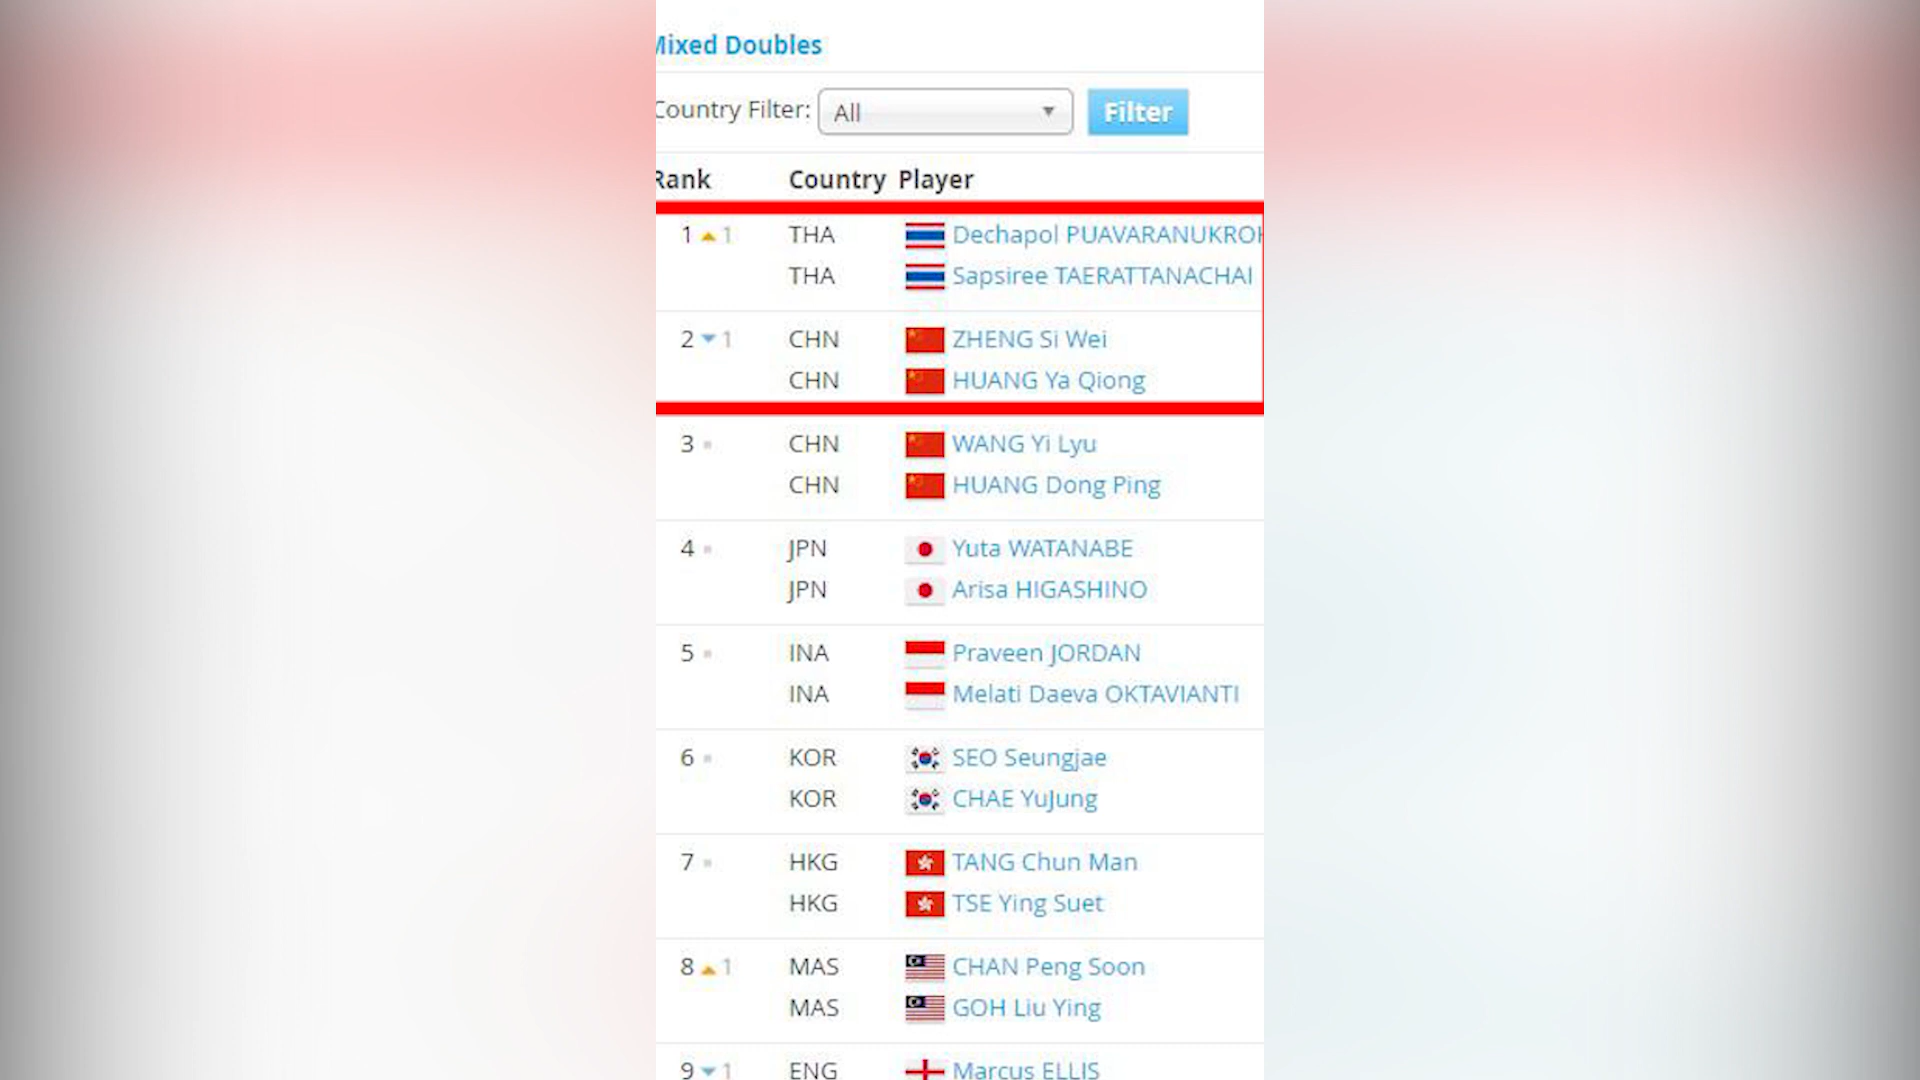 Mixed Doubles
Country Filter: All Filter
Rank Country Player
1 1 THA Dechapol
THA Sapsiree TAERATTANACHAI
2 1 CHN ZHENG Si Wei
CHN HUANG Ya Qiong
3 CHN WANG Yi Lyu
CHN HUANG Dong Ping
4 JPN Yuta WATANABE
JPN Arisa HIGASHINO
5 INA Praveen JORDAN
INA Melati Daeva OKTAVIANTI
6 KOR SEO Seungjae
KOR CHAE YuJung
7 HKG TANG Chun Man
HKG TSE Ying Suet
8 1 MAS CHAN Peng Soon
MAS GOH Liu Ying
9 1 ENG Marcus ELLIS